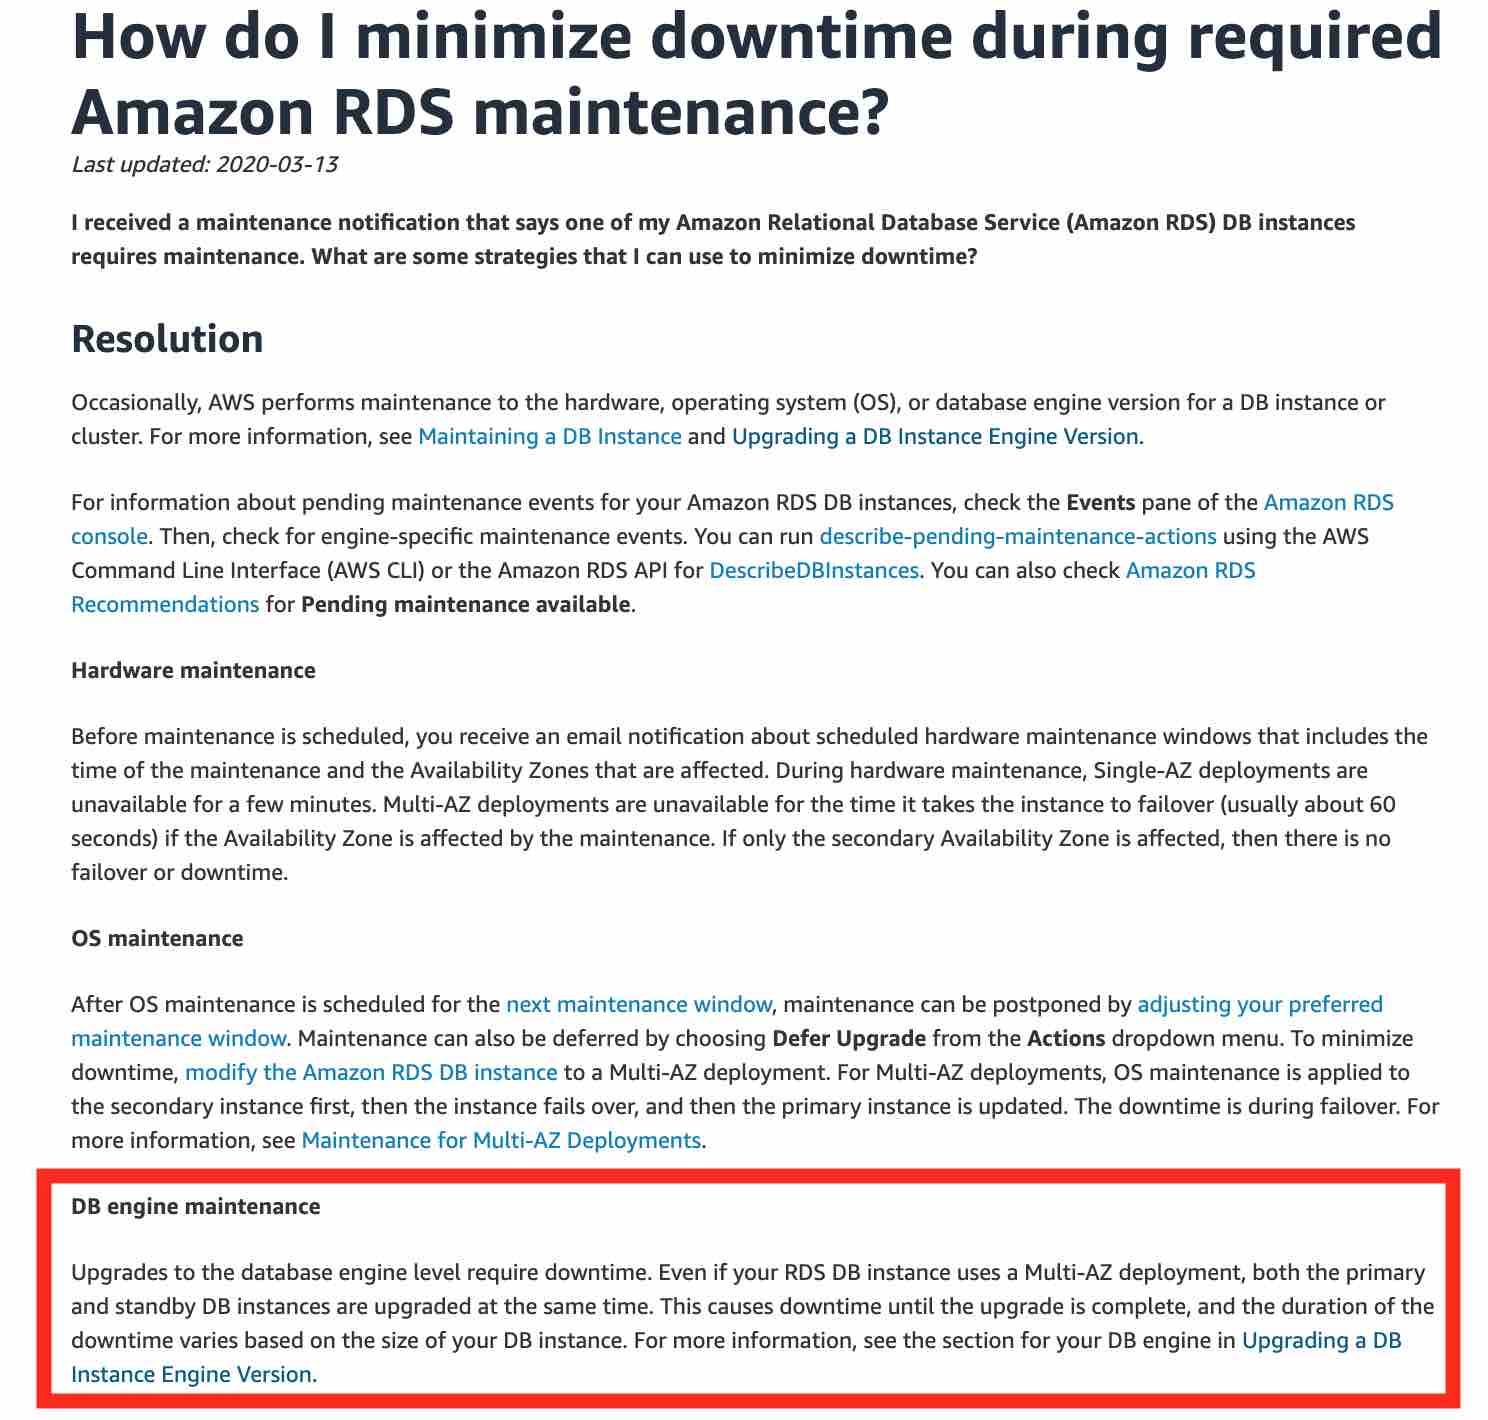 How do I minimize downtime during required
Amazon RDS maintenance?
Last updated: 2020-03-13
I received a maintenance notification that says one of my Amazon Relational Database Service (Amazon RDS) DB instances
requires maintenance. What are some strategies that I can use to minimize downtime?
Resolution
Occasionally, AWS performs maintenance to the hardware, operating system (OS), or database engine version for a DB instance or
cluster. For more information, see Maintaining a DB Instance and Upgrading a DB Instance Engine Version.
For information about pending maintenance events for your Amazon RDS DB instances, check the Events pane of the Amazon RDS
console. Then, check for engine-specific maintenance events. You can run describe-pending-maintenance-actions using the AWS
Command Line Interface (AWS CLI) or the Amazon RDS API for DescribeDBInstances. You can also check Amazon RDS
Recommendations for Pending maintenance available.
Hardware maintenance
Before maintenance is scheduled, you receive an email notification about scheduled hardware maintenance windows that includes the
time of the maintenance and the Availability Zones that are affected. During hardware maintenance, Single-AZ deployments are
unavailable for a few minutes. Multi-AZ deployments are unavailable for the time it takes the instance to failover (usually about 60
seconds) if the Availability Zone is affected by the maintenance. If only the secondary Availability Zone is affected, then there is no
failover or downtime.
OS maintenance
After OS maintenance is scheduled for the next maintenance window, maintenance can be postponed by adjusting your preferred
maintenance window. Maintenance can also be deferred by choosing Defer Upgrade from the Actions dropdown menu. To minimize
downtime, modify the Amazon RDS DB instance to a Multi-AZ deployment. For Multi-AZ deployments, OS maintenance is applied to
the secondary instance first, then the instance fails over, and then the primary instance is updated. The downtime is during failover. For
more information, see Maintenance for Multi-AZ Deployments.
DB engine maintenance
Upgrades to the database engine level require downtime. Even if your RDS DB instance uses a Multi-AZ deployment, both the primary
and standby DB instances are upgraded at the same time. This causes downtime until the upgrade is complete, and the duration of the
downtime varies based on the size of your DB instance. For more information, see the section for your DB engine in Upgrading a DB
Instance Engine Version.